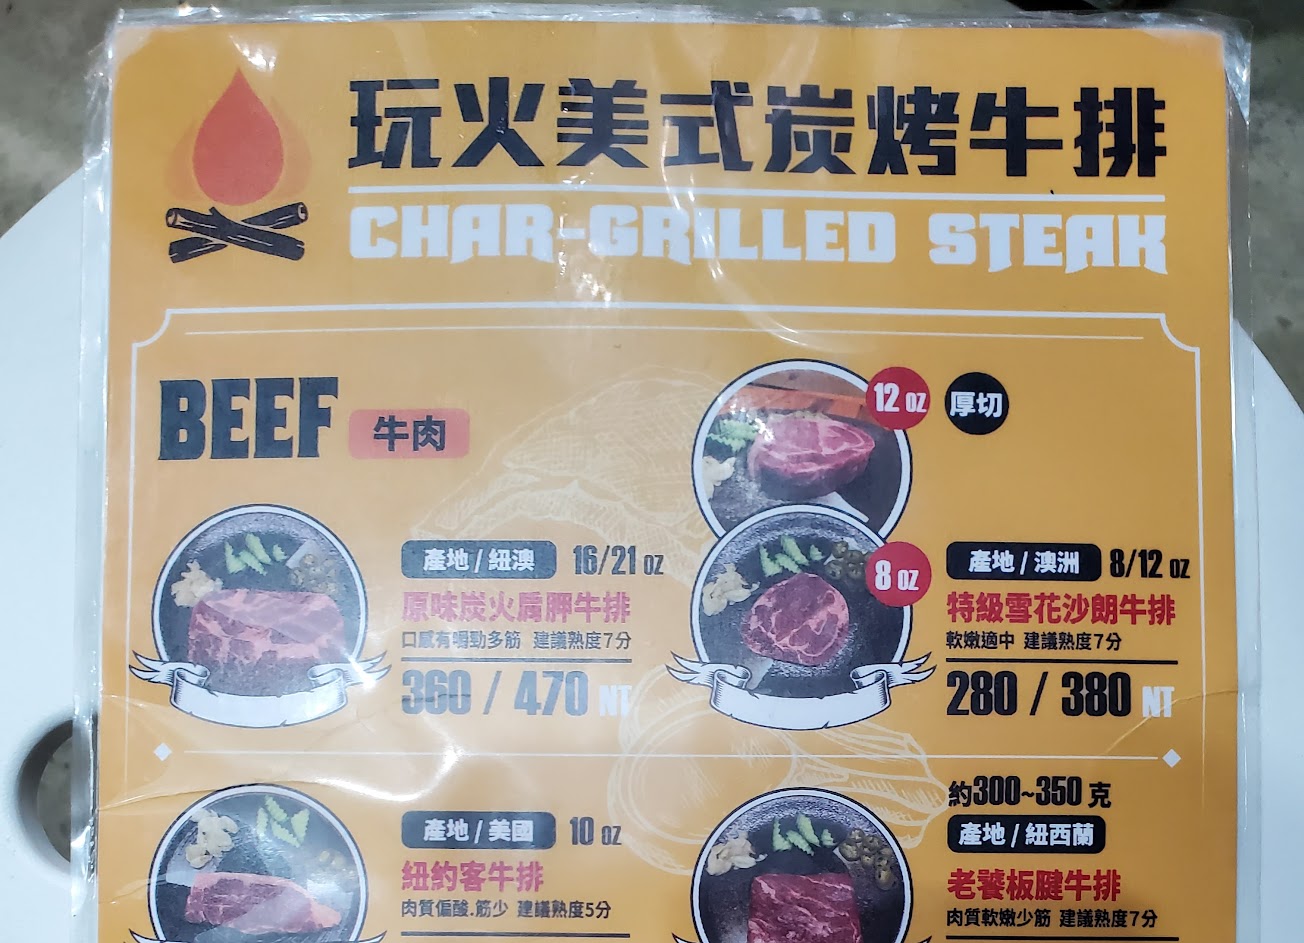 玩火美式炭烤牛排
CHAR-GRILLED STEAK
BEEF 牛肉
產地/紐澳 16/21 OZ
原味炭火肩胛牛排
口感有嚼勁多筋 建議熟度7分
360 / 470 NT
12 OZ 厚切
8 OZ
產地/澳洲 8/12 OZ
特級雪花沙朗牛排
軟嫩適中 建議熟度7分
280 / 380 NT
產地/美國 10 OZ
紐約客牛排
肉質偏酸.筋少 建議熟度5分
約300~350 克
產地/紐西蘭
老饕板腱牛排
肉質軟嫩少筋 建議熟度7分